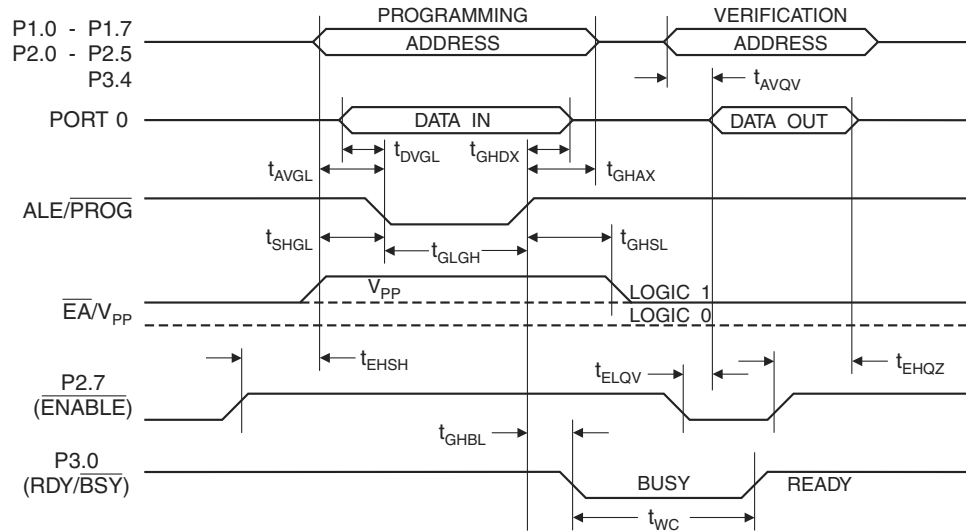 PROGRAMMING VERIFICATION
P1.0 - P1.7
P2.0 - P2.5
P3.4
ADDRESS ADDRESS
tAVQV
PORT 0 DATA IN DATA OUT
tDVGL tGHDX
tAVGL tGHAX
ALE/PROG
tSHGL tGLGH tGHSL
EA/VPP VPP LOGIC 1
LOGIC 0
tEHSH tELQV tEHQZ
P2.7
(ENABLE)
tGHBL
P3.0
(RDY/BSY) BUSY READY
tWC